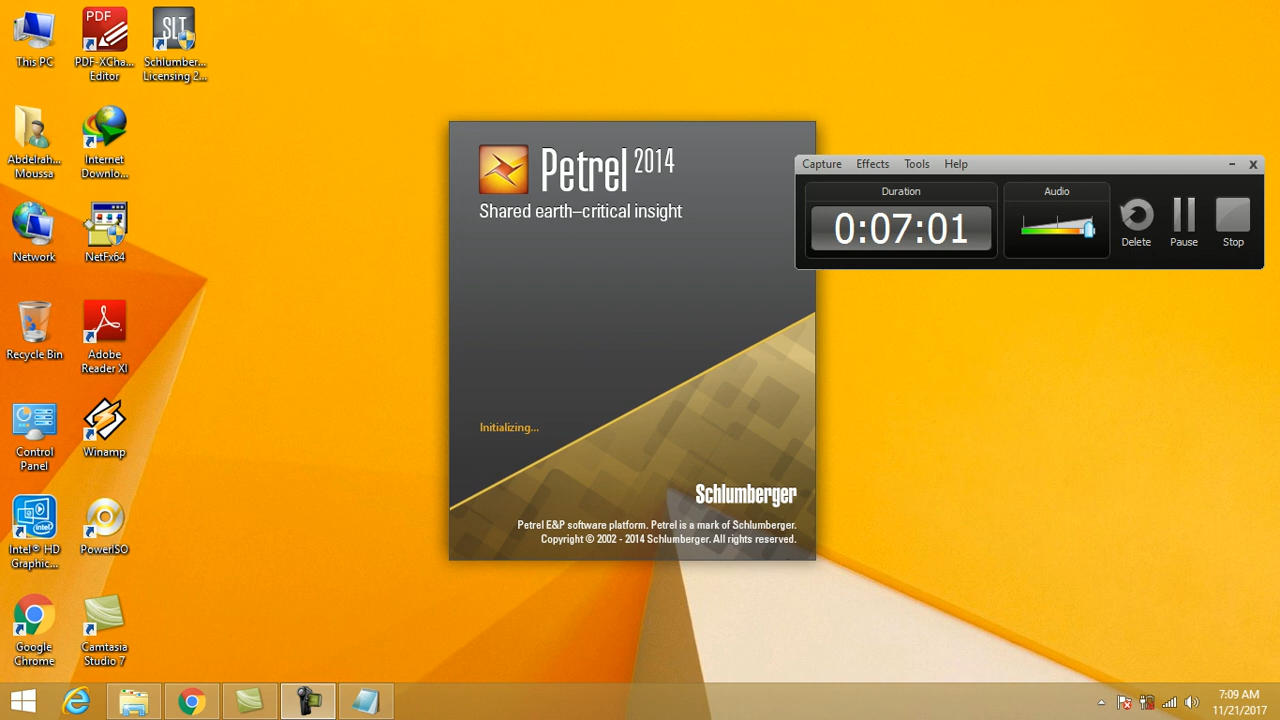 This PC
PDF
PDF-XCha...
Editor
SLT
Schlumber...
Licensing 2...
Abdelrah...
Moussa
Internet
Downlo...
Network
NetFx64
Recycle Bin
Adobe
Reader XI
Control
Panel
Winamp
intel
Intel® HD
Graphic...
PowerISO
Google
Chrome
Camtasia
Studio 7
Petrel 2014
Shared earth–critical insight
Initializing...
Schlumberger
Petrel E&P software platform. Petrel is a mark of Schlumberger.
Copyright © 2002 - 2014 Schlumberger. All rights reserved.
Capture Effects Tools Help
Duration
0:07:01
Audio
Delete
Pause
Stop
7:09 AM
11/21/2017